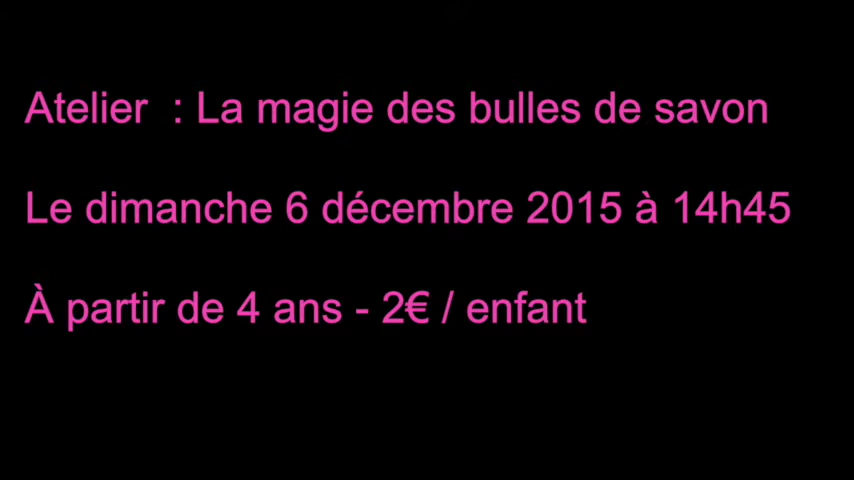 Atelier  : La magie des bulles de savon
Le dimanche 6 décembre 2015 à 14h45
À partir de 4 ans - 2€ / enfant